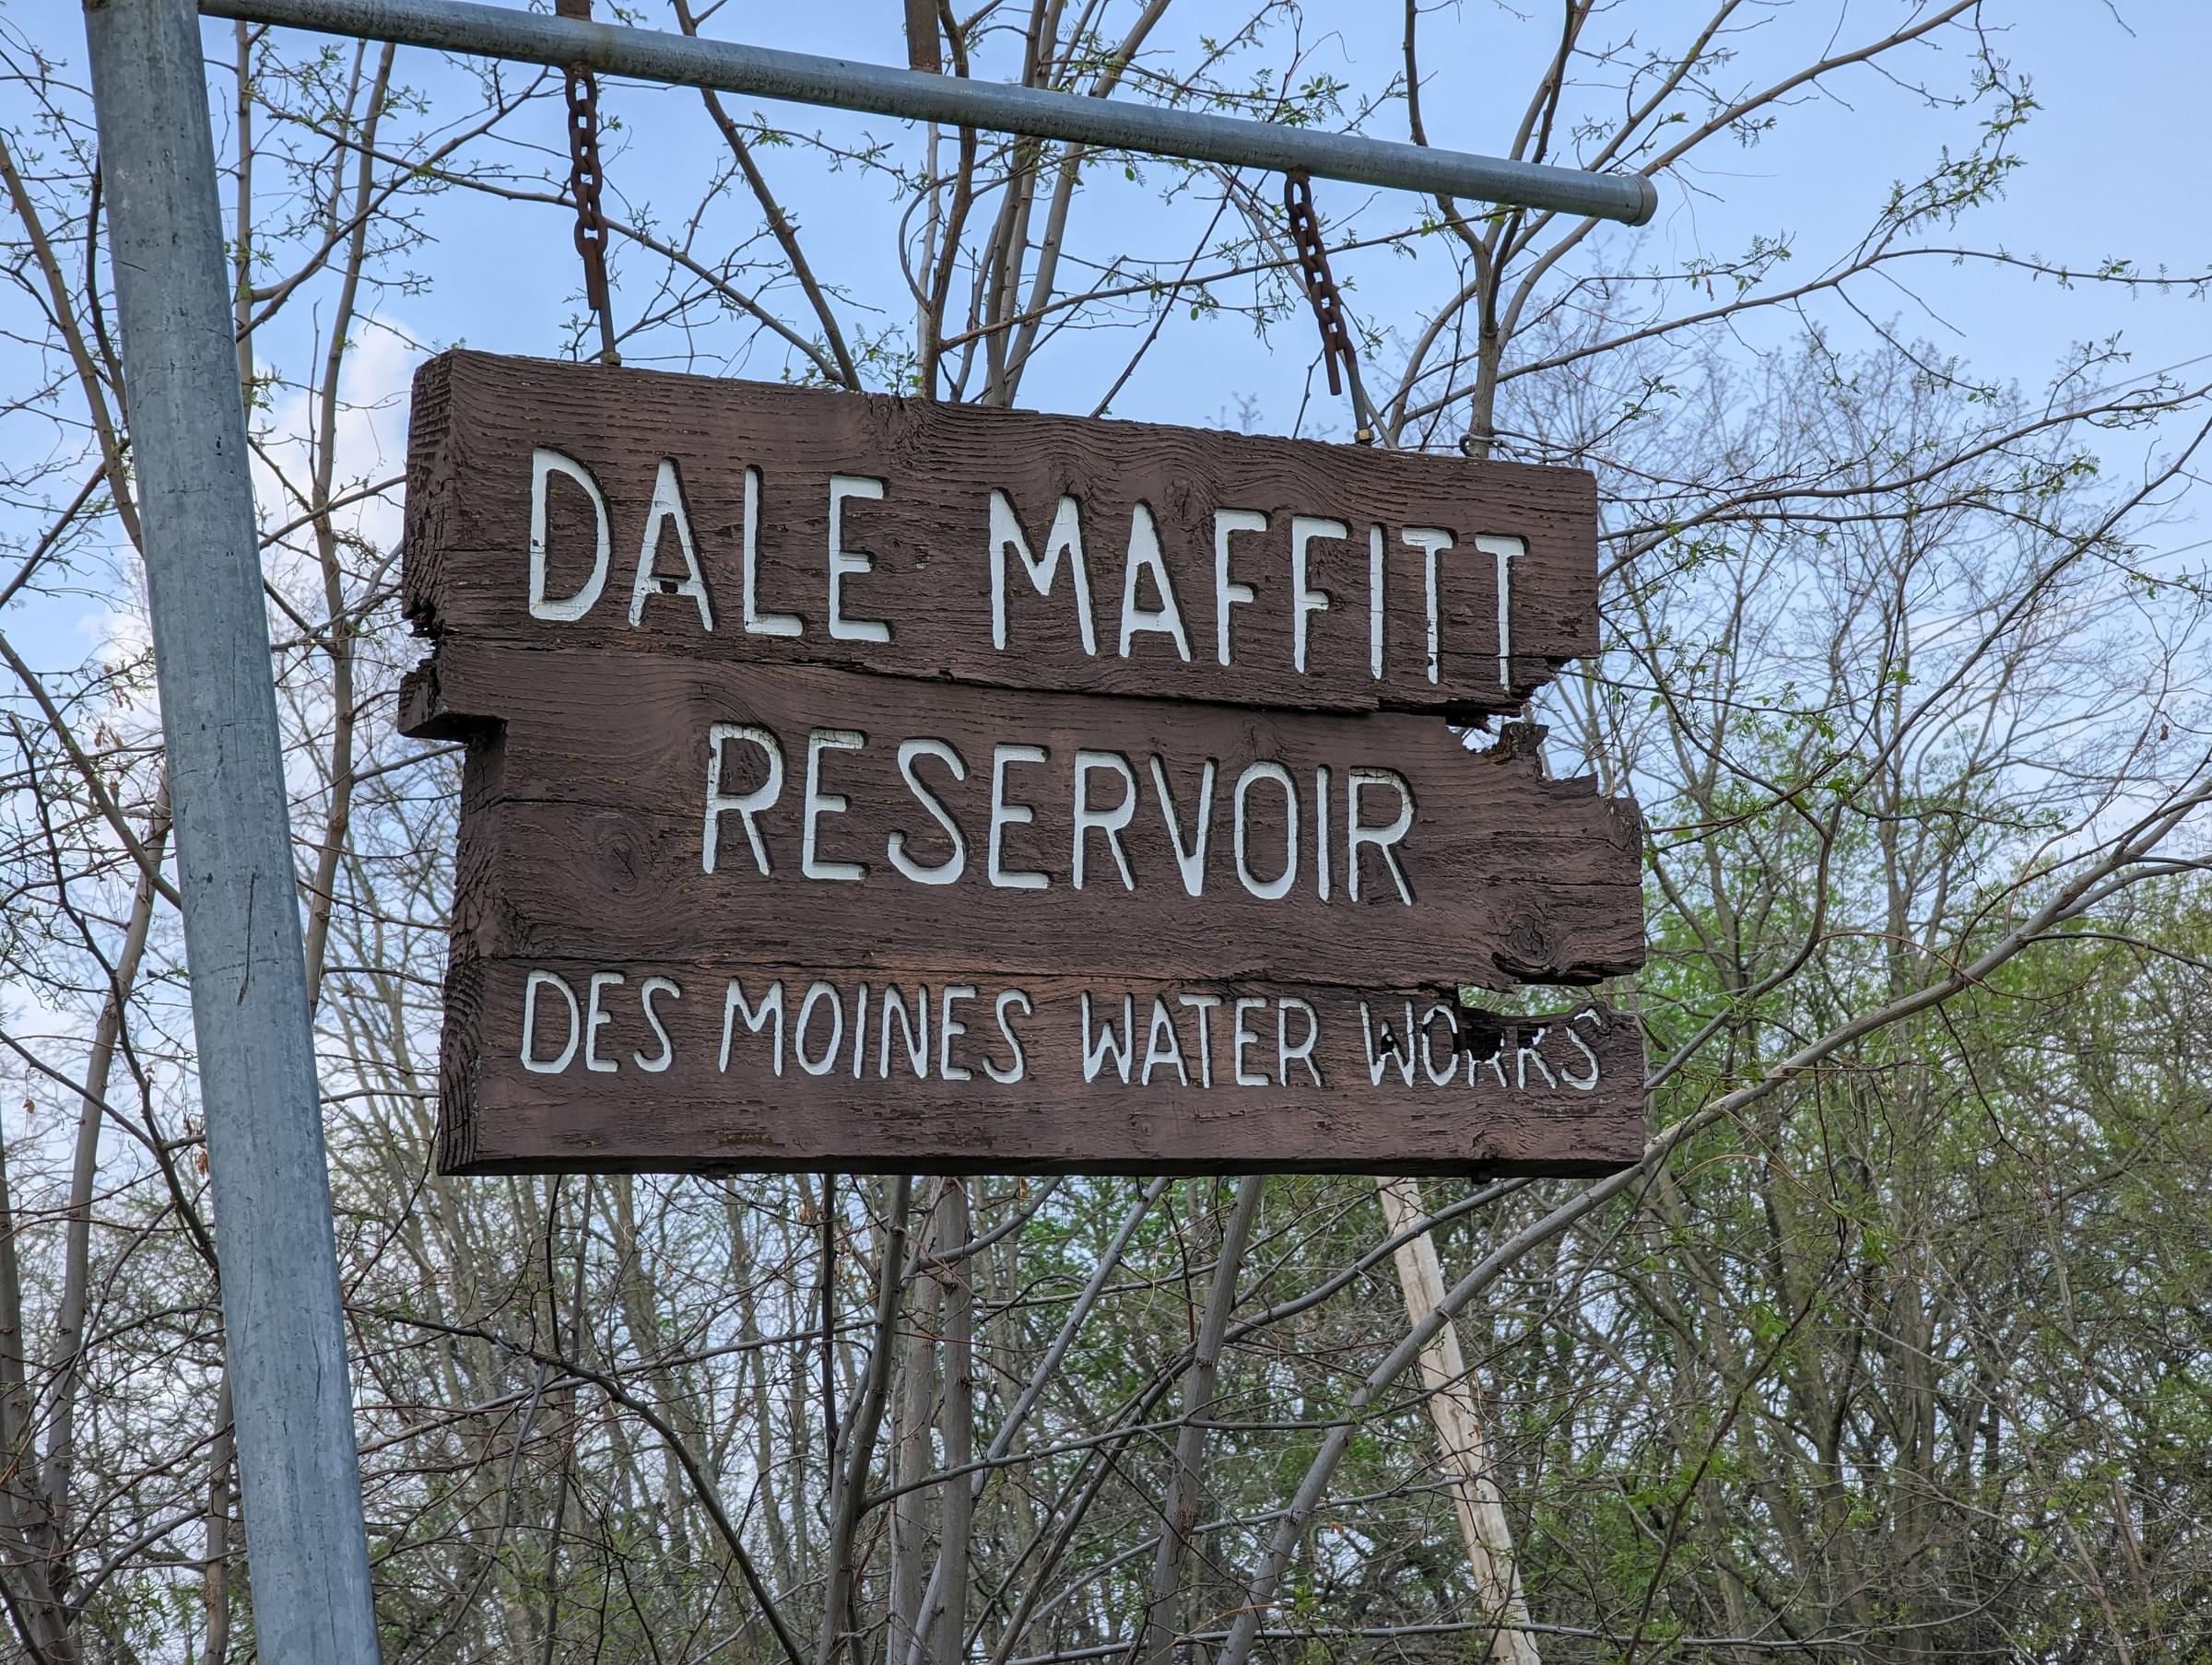 DALE MAFFITT
RESERVOIR
DES MOINES WATER WORKS